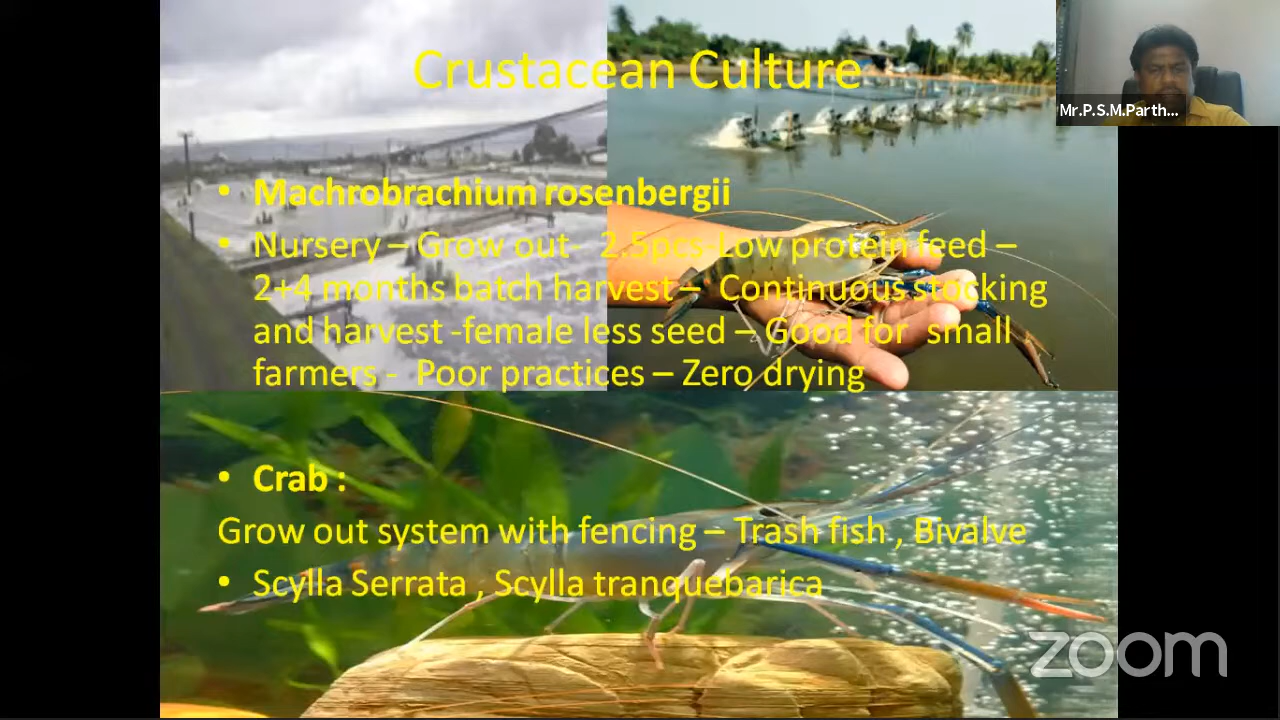 Crustacean Culture
Mr.P.S.M.Parth...
• Machrobrachium rosenbergii
• Nursery – Grow out- 2.5pcs-Low protein feed –
2+4 months batch harvest – Continuous stocking
and harvest -female less seed – Good for small
farmers - Poor practices – Zero drying
• Crab :
Grow out system with fencing – Trash fish , Bivalve
• Scylla Serrata , Scylla tranquebarica
zoom